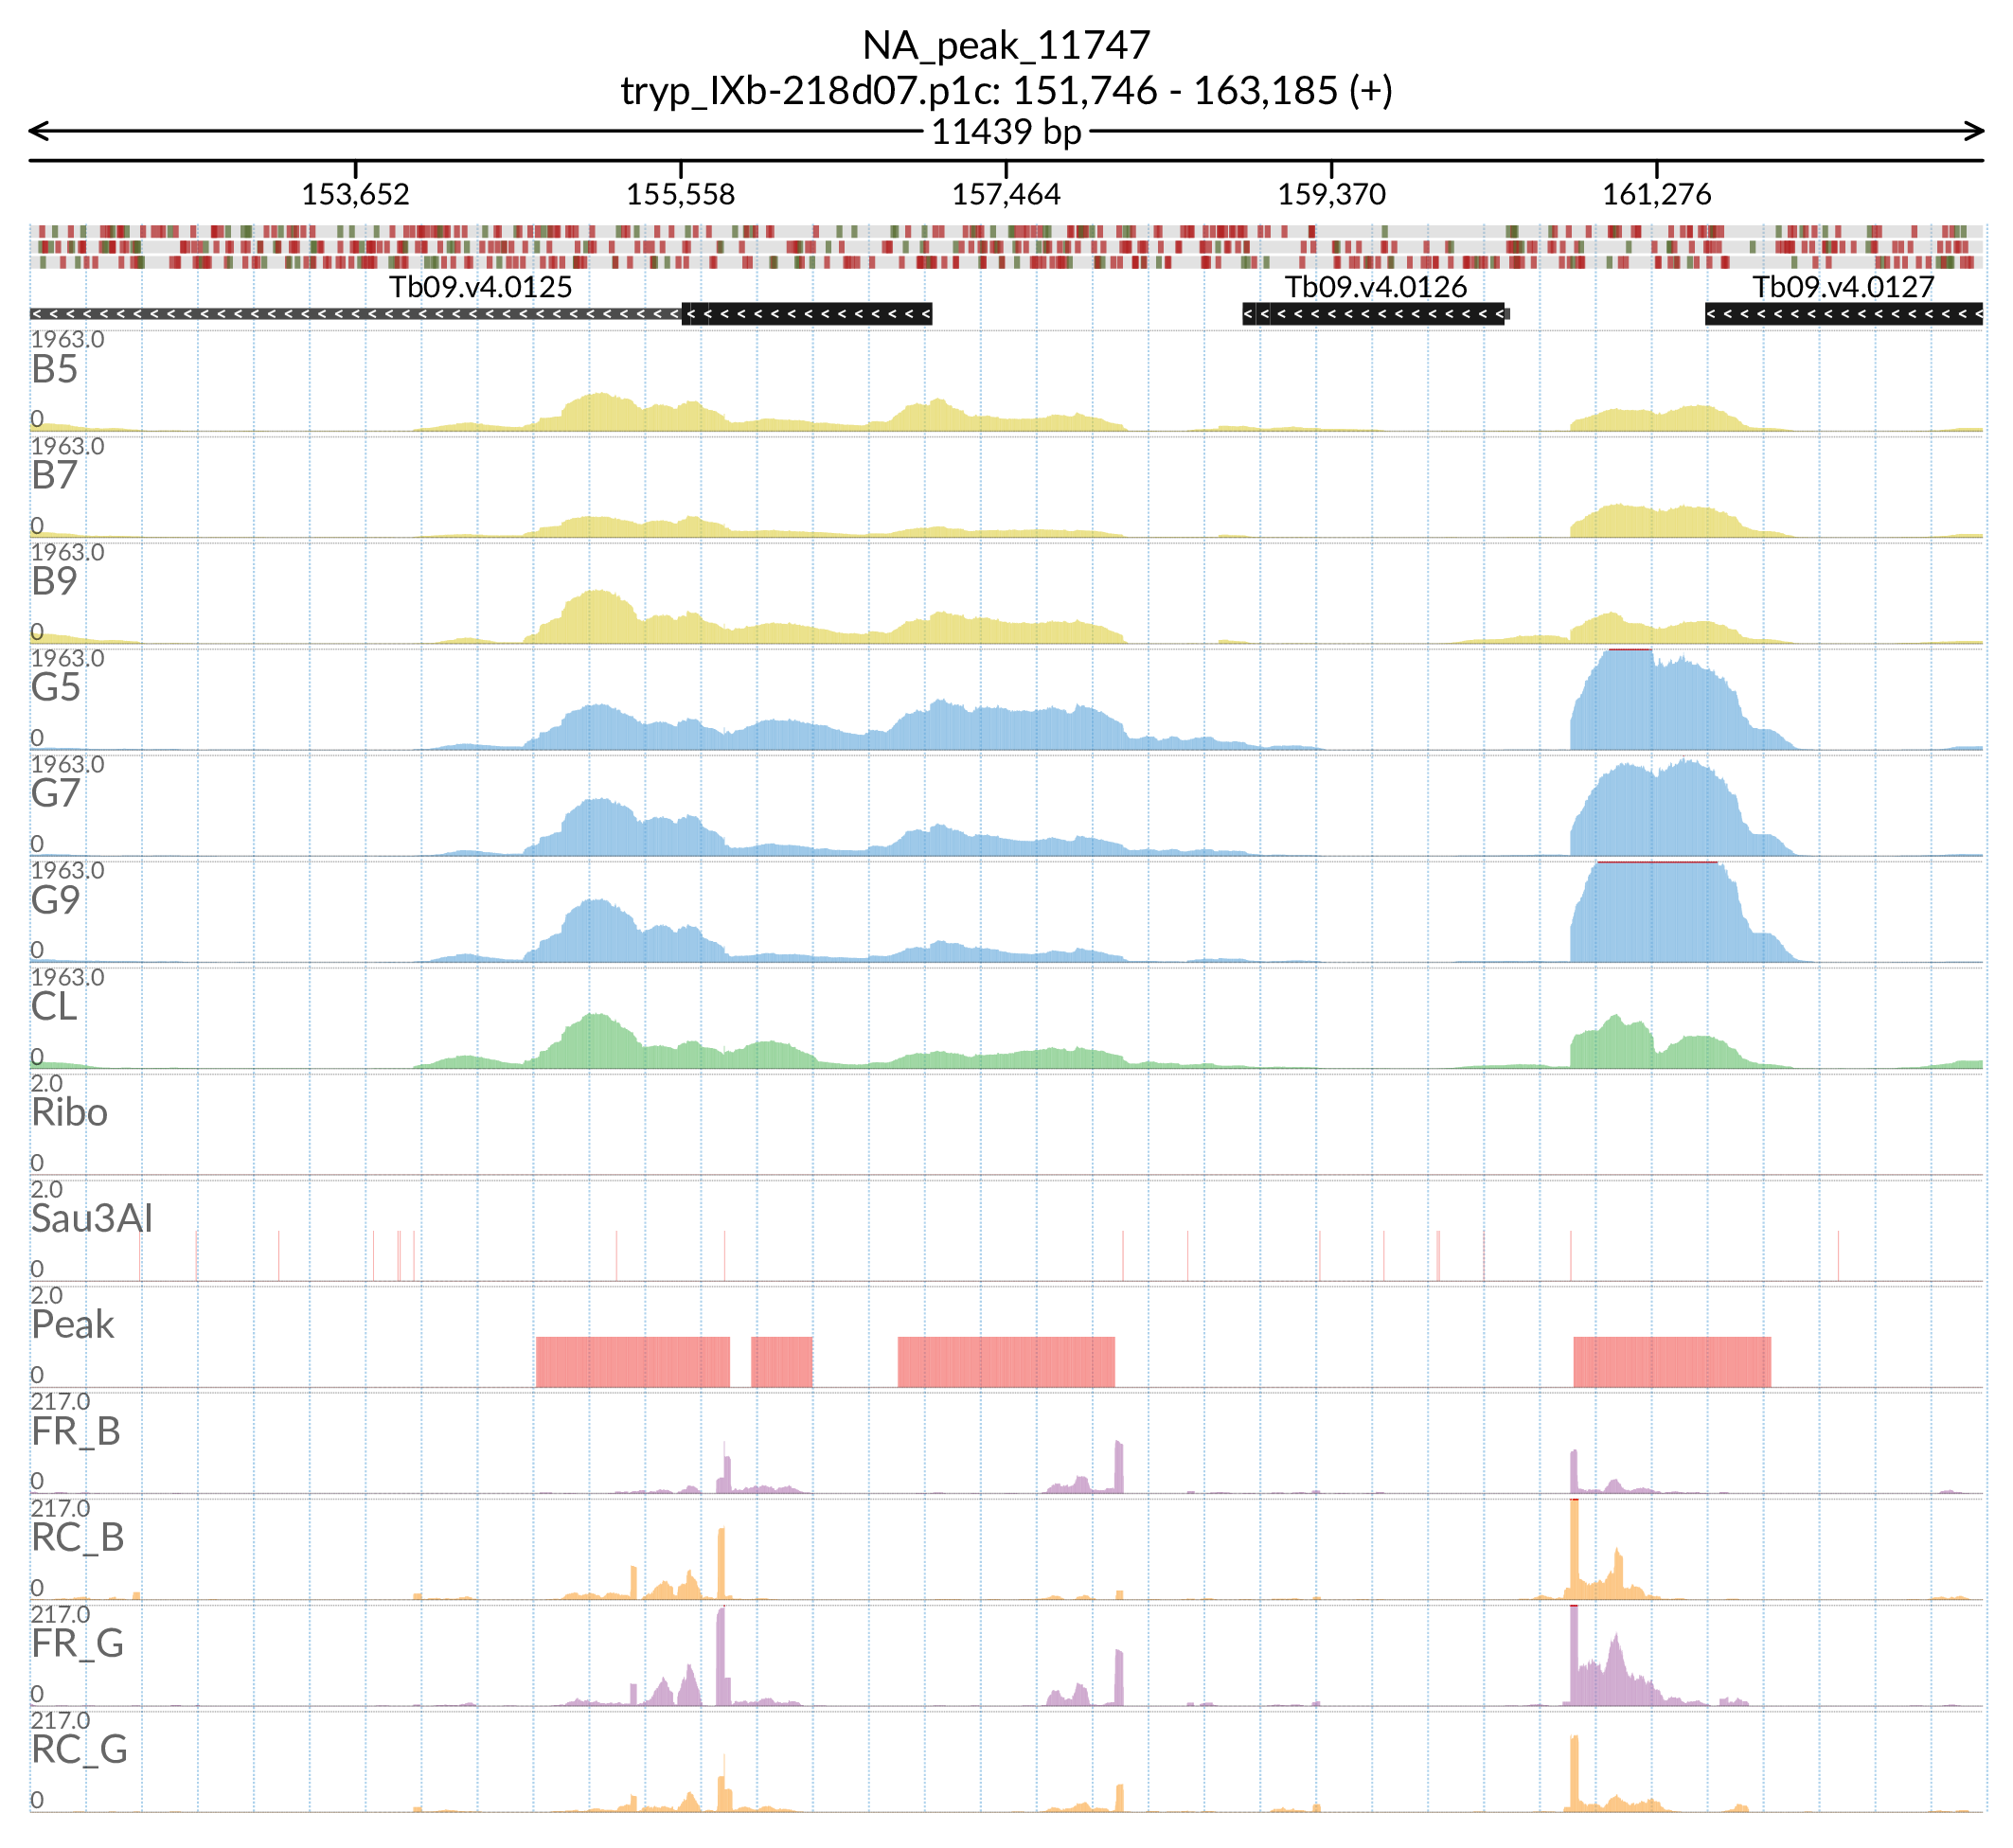 NA_peak_11747
tryp_IXb-218d07.p1c: 151,746 - 163,185 (+)
11439 bp
153,652 155,558 157,464 159,370 161,276
Tb09.v4.0125 Tb09.v4.0126 Tb09.v4.0127
1963.0
B5
0
1963.0
B7
0
1963.0
B9
0
1963.0
G5
0
1963.0
G7
0
1963.0
G9
0
1963.0
CL
0
2.0
Ribo
0
2.0
Sau3AI
0
2.0
Peak
0
217.0
FR_B
0
217.0
RC_B
0
217.0
FR_G
0
217.0
RC_G
0